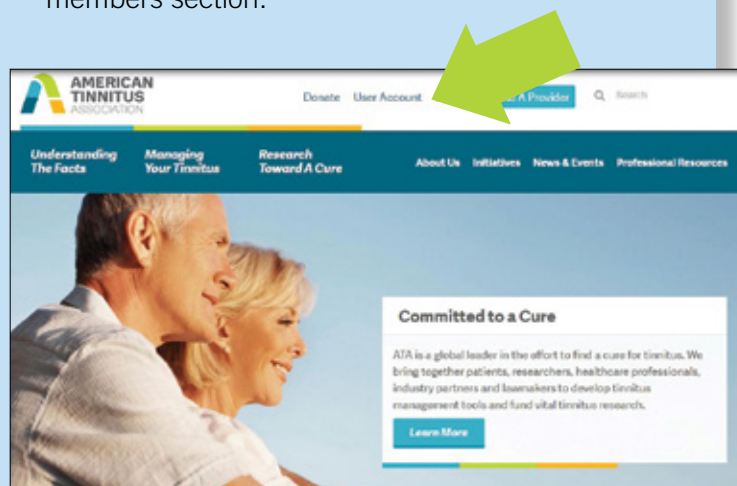 members section.
AMERICAN
TINNITUS
ASSOCIATION
Donate User Account A Provider Search
Understanding
The Facts
Managing
Your Tinnitus
Research
Toward A Cure
About Us Initiatives News & Events Professional Resources
Committed to a Cure
ATA is a global leader in the effort to find a cure for tinnitus. We
bring together patients, researchers, healthcare professionals,
industry partners and lawmakers to develop tinnitus
management tools and fund vital tinnitus research.
Learn More